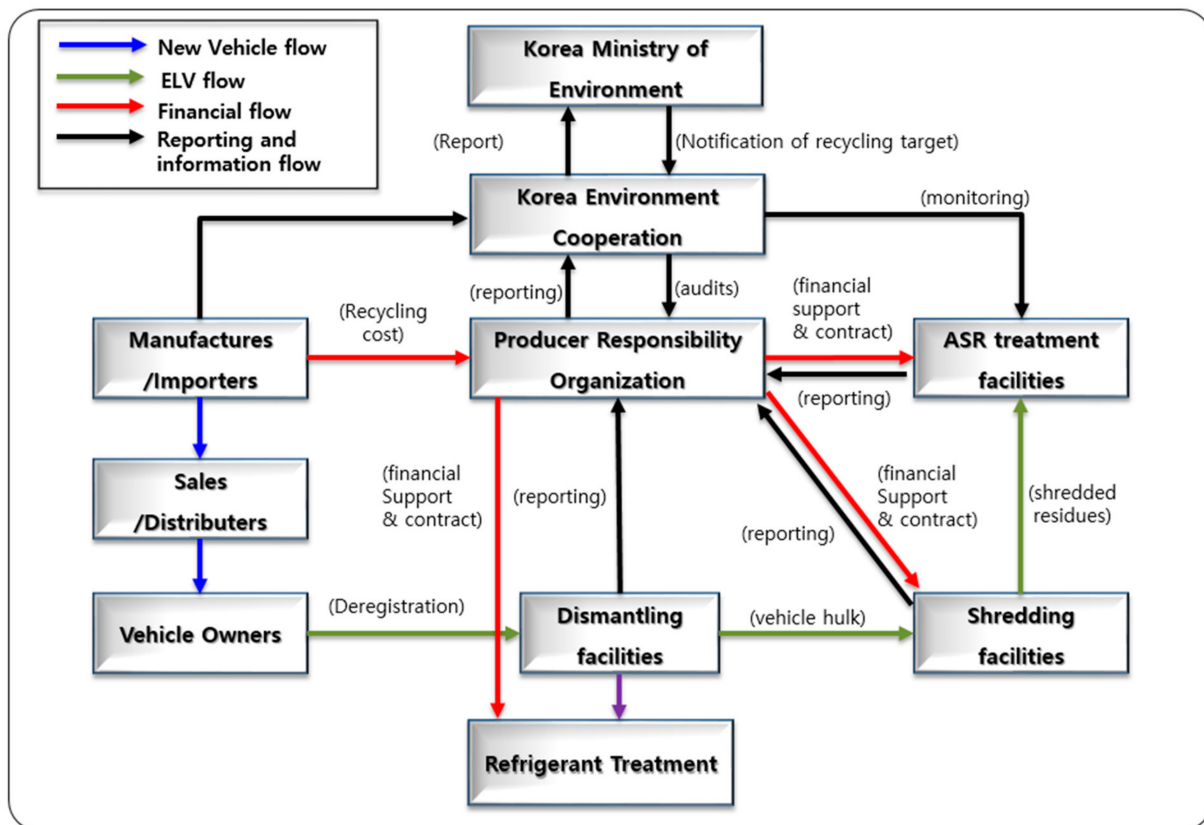 New Vehicle flow
ELV flow
Financial flow
Reporting and
information flow
Korea Ministry of
Environment
(Report)
(Notification of recycling target)
Korea Environment
Cooperation
(monitoring)
(reporting)
(audits)
(financial
support
& contract)
(Recycling
cost)
Manufactures
/Importers
Producer Responsibility
Organization
ASR treatment
facilities
(reporting)
Sales
/Distributers
(financial
Support
& contract)
(reporting)
(financial
Support
& contract)
(reporting)
(shredded
residues)
Vehicle Owners
(Deregistration)
Dismantling
facilities
(vehicle hulk)
Shredding
facilities
Refrigerant Treatment